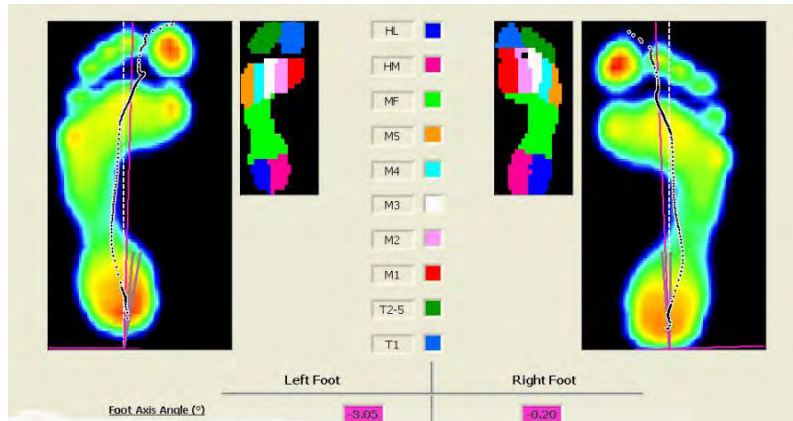 HL
HM
MF
M5
M4
M3
M2
M1
T2-5
T1
Left Foot Right Foot
Foot Axis Angle (°) -3.05 -0.20